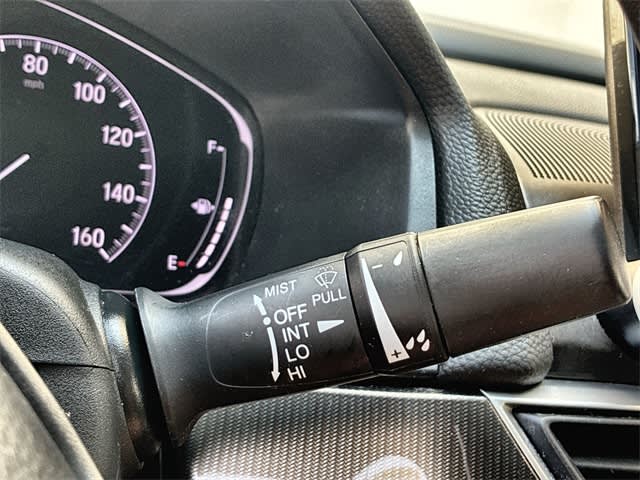 80
mph
100
120
140
160
F
E
MIST
PULL
OFF
INT
LO
HI
-
+